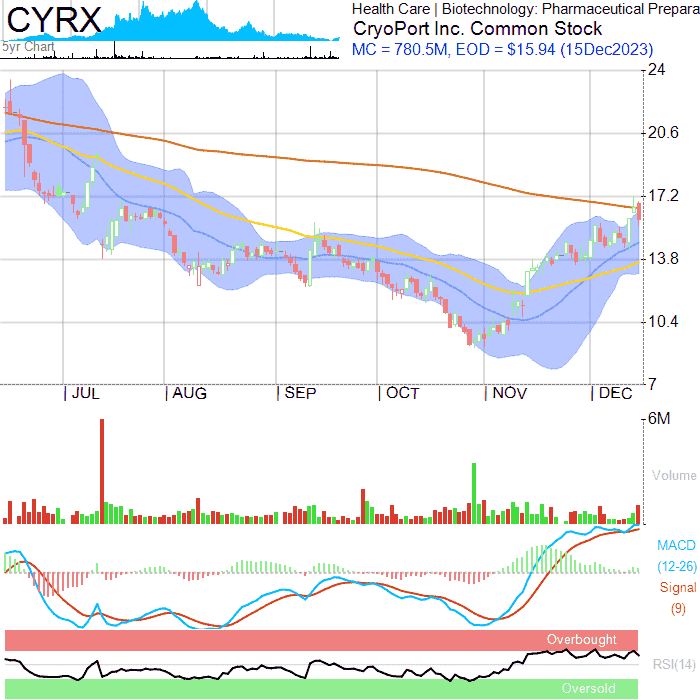 CYRX
5yr Chart
Health Care | Biotechnology: Pharmaceutical Prepara
CryoPort Inc. Common Stock
MC = 780.5M, EOD = $15.94 (15Dec2023)
24
20.6
17.2
13.8
10.4
7
JUL
AUG
SEP
OCT
NOV
DEC
6M
Volume
MACD
(12-26)
Signal
(9)
Overbought
RSI(14)
Oversold